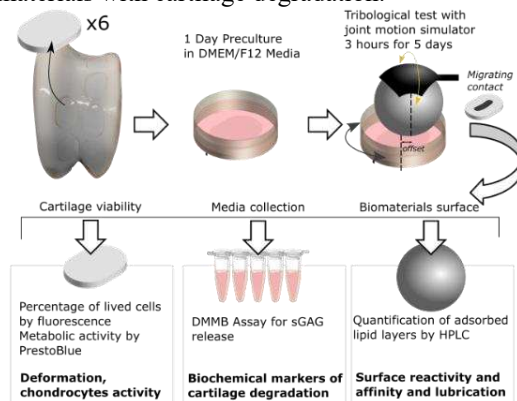 materials with cartilage degradation.
x6
1 Day Preculture
in DMEM/F12 Media
Tribological test with
joint motion simulator
3 hours for 5 days
Migrating
contact
offset
Cartilage viability
Media collection
Biomaterials surface
Percentage of lived cells
by fluorescence
Metabolic activity by
PrestoBlue
Deformation,
chondrocytes activity
DMMB Assay for sGAG
release
Biochemical markers of
cartilage degradation
Quantification of adsorbed
lipid layers by HPLC
Surface reactivity and
affinity and lubrication